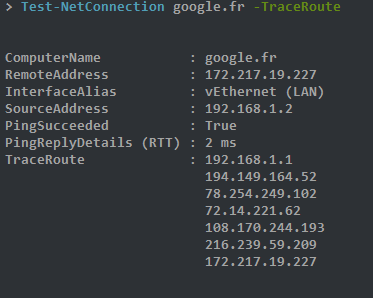 > Test-NetConnection google.fr -TraceRoute
ComputerName : google.fr
RemoteAddress : 172.217.19.227
InterfaceAlias : vEthernet (LAN)
SourceAddress : 192.168.1.2
PingSucceeded : True
PingReplyDetails (RTT) : 2 ms
TraceRoute : 192.168.1.1
194.149.164.52
78.254.249.102
72.14.221.62
108.170.244.193
216.239.59.209
172.217.19.227